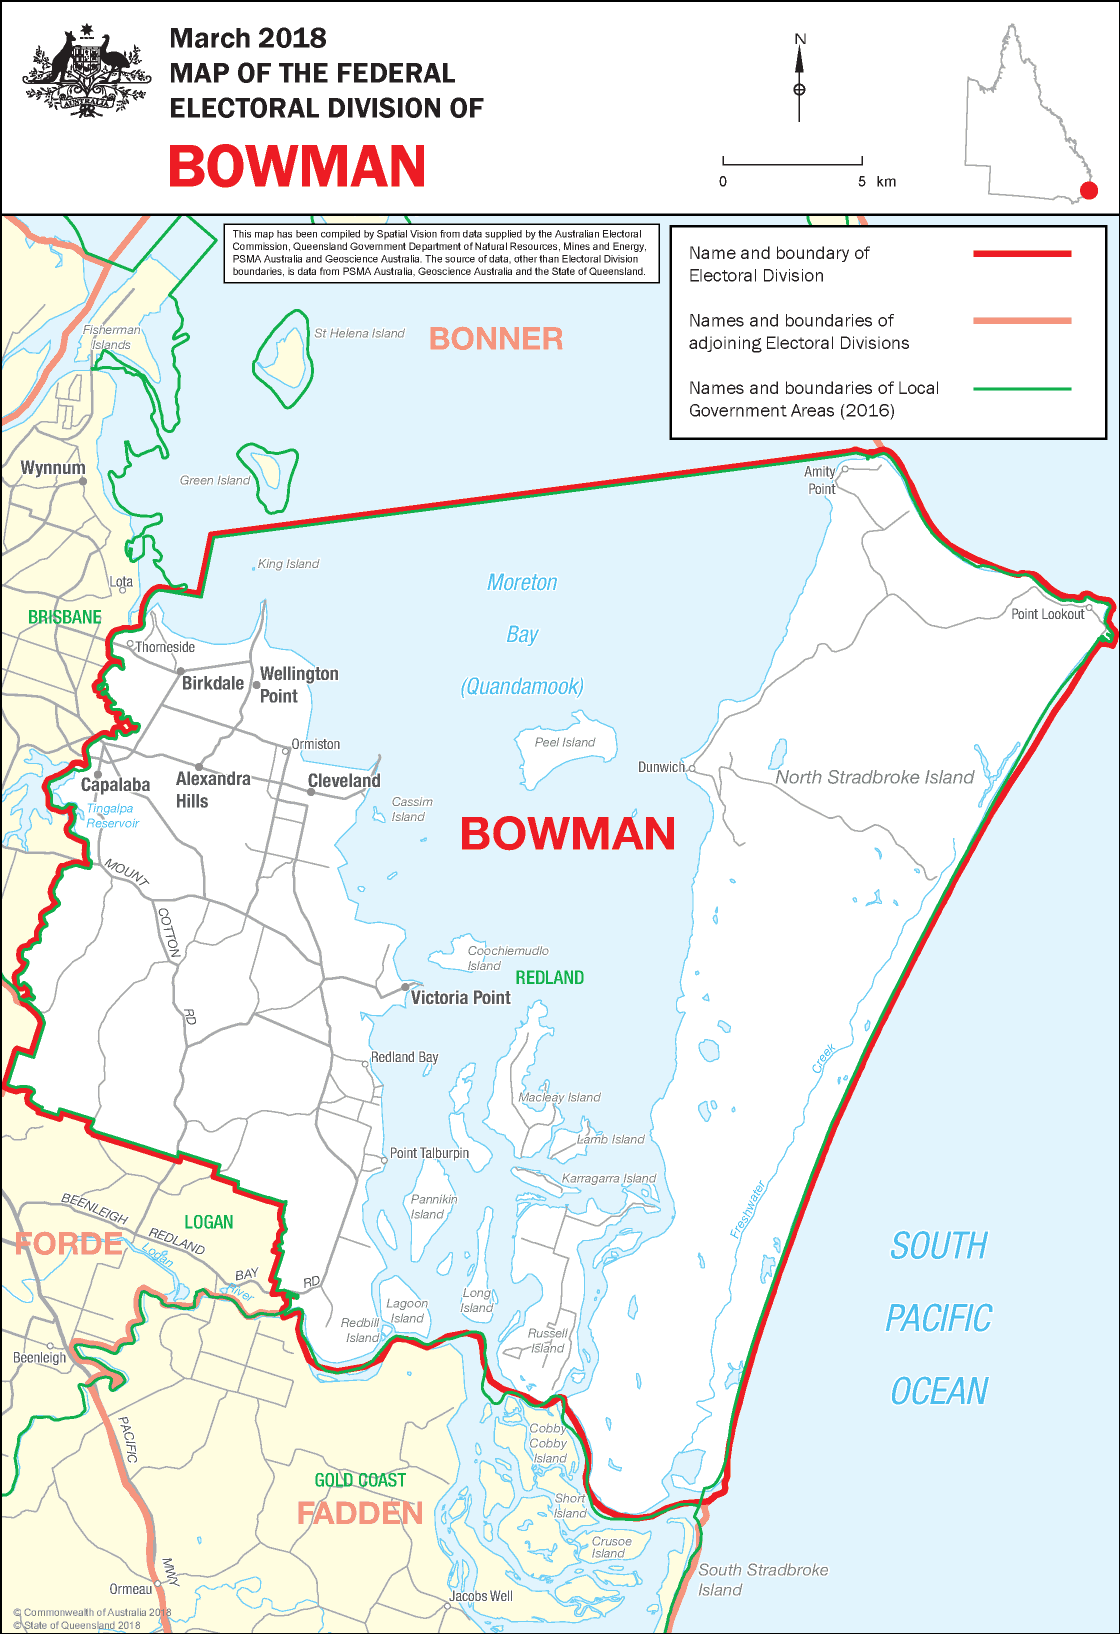 March 2018
MAP OF THE FEDERAL
ELECTORAL DIVISION OF
BOWMAN
AUSTRALIA
N
0 5 km
This map has been compiled by Spatial Vision from data supplied by the Australian Electoral
Commission, Queensland Government Department of Natural Resources, Mines and Energy,
PSMA Australia and Geoscience Australia. The source of data, other than Electoral Division
boundaries, is data from PSMA Australia, Geoscience Australia and the State of Queensland.
Name and boundary of
Electoral Division
Names and boundaries of
adjoining Electoral Divisions
Names and boundaries of Local
Government Areas (2016)
Fisherman
Islands
St Helena Island
BONNER
Wynnum
Green Island
Amity
Point
King Island
Lota
Moreton
Bay
(Quandamook)
BRISBANE
Point Lookout
Thorneside
Birkdale
Wellington
Point
Ormiston
Peel Island
Dunwich
North Stradbroke Island
Capalaba
Alexandra
Hills
Cleveland
Tingalpa
Reservoir
Cassim
Island
BOWMAN
MOUNT
COTTON
RD
Coochiemudlo
Island
REDLAND
Victoria Point
Redland Bay
Creek
Macleay Island
Lamb Island
Point Talburpin
Karragarra Island
Pannikin
Island
Freshwater
BEENLEIGH
REDLAND
BAY
RD
LOGAN
FORDE
Logan
River
SOUTH
PACIFIC
OCEAN
Long
Island
Lagoon
Island
Redbill
Island
Russell
Island
Beenleigh
PACIFIC
MWY
Cobby
Cobby
Island
GOLD COAST
FADDEN
Short
Island
Crusoe
Island
South Stradbroke
Island
Ormeau
Jacobs Well
© Commonwealth of Australia 2018
© State of Queensland 2018